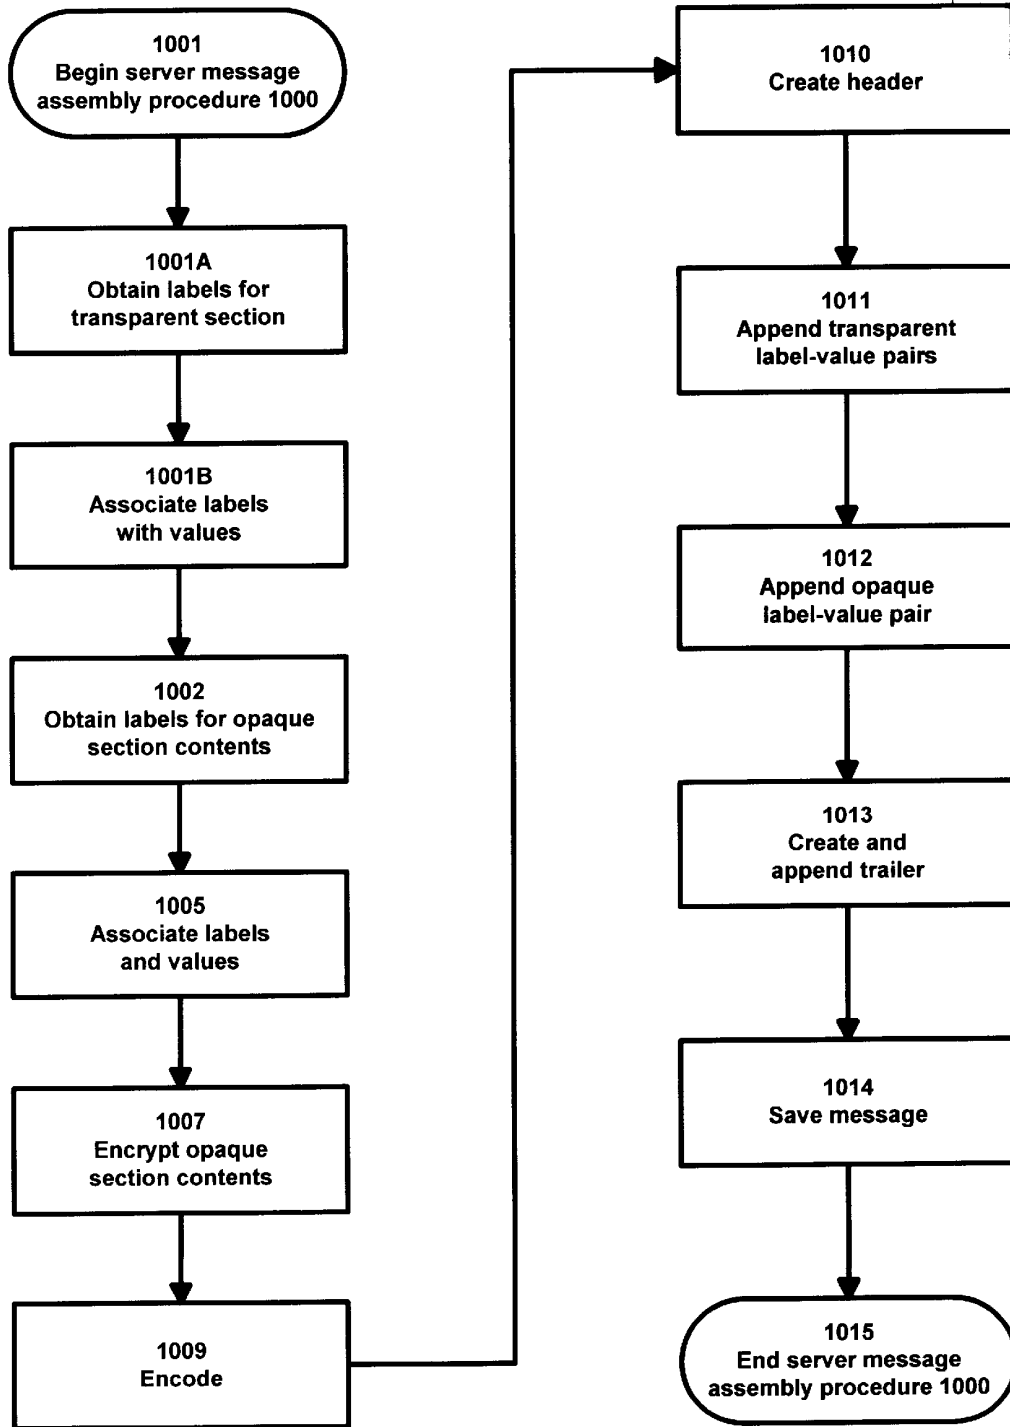 1001
Begin server message
assembly procedure 1000
1001A
Obtain labels for
transparent section
1001B
Associate labels
with values
1002
Obtain labels for opaque
section contents
1005
Associate labels
and values
1007
Encrypt opaque
section contents
1009
Encode
1010
Create header
1011
Append transparent
label-value pairs
1012
Append opaque
label-value pair
1013
Create and
append trailer
1014
Save message
1015
End server message
assembly procedure 1000